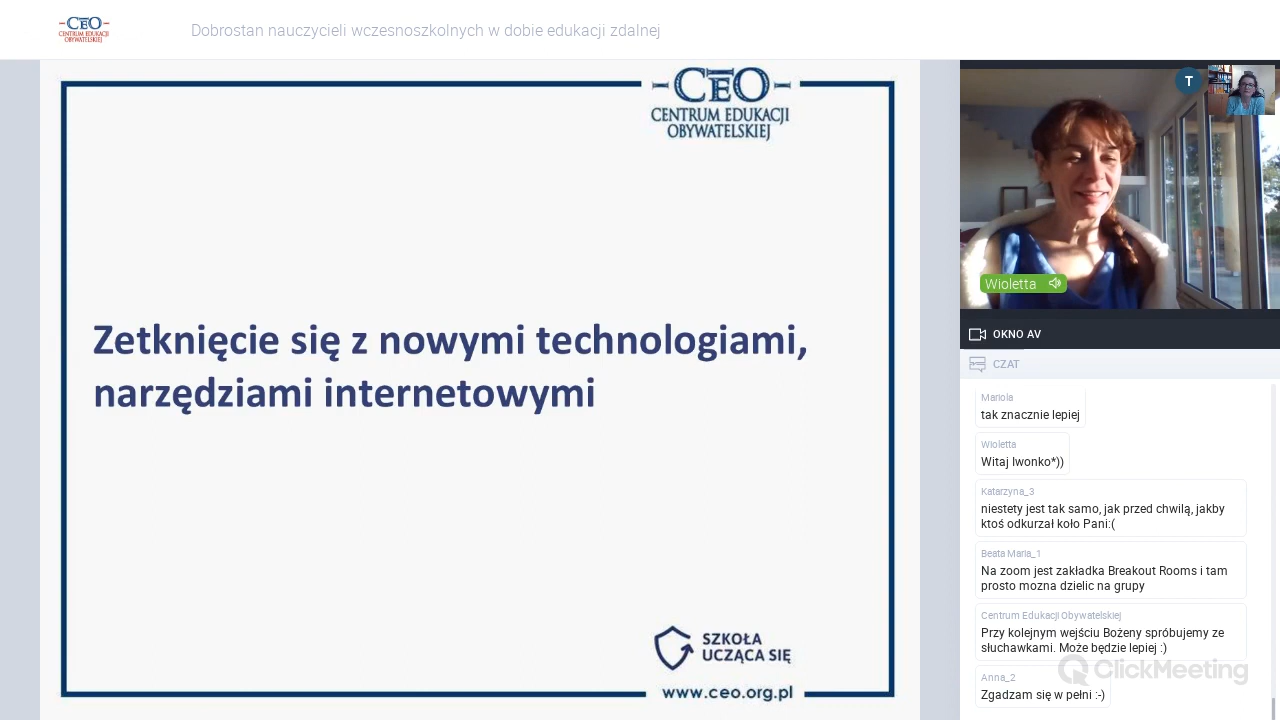 CEO
CENTRUM EDUKACJI
OBYWATELSKIEJ
Dobrostan nauczycieli wczesnoszkolnych w dobie edukacji zdalnej
CEO
CENTRUM EDUKACJI
OBYWATELSKIEJ
Zetknięcie się z nowymi technologiami,
narzędziami internetowymi
SZKOŁA
UCZĄCA SIĘ
www.ceo.org.pl
T
Wioletta
OKNO AV
CZAT
Mariola
tak znacznie lepiej
Wioletta
Witaj Iwonko*))
Katarzyna_3
niestety jest tak samo, jak przed chwilą, jakby
ktoś odkurzał koło Pani:(
Beata Maria_1
Na zoom jest zakładka Breakout Rooms i tam
prosto mozna dzielic na grupy
Centrum Edukacji Obywatelskiej
Przy kolejnym wejściu Bożeny spróbujemy ze
słuchawkami. Może będzie lepiej :)
ClickMeeting
Anna_2
Zgadzam się w pełni :-)